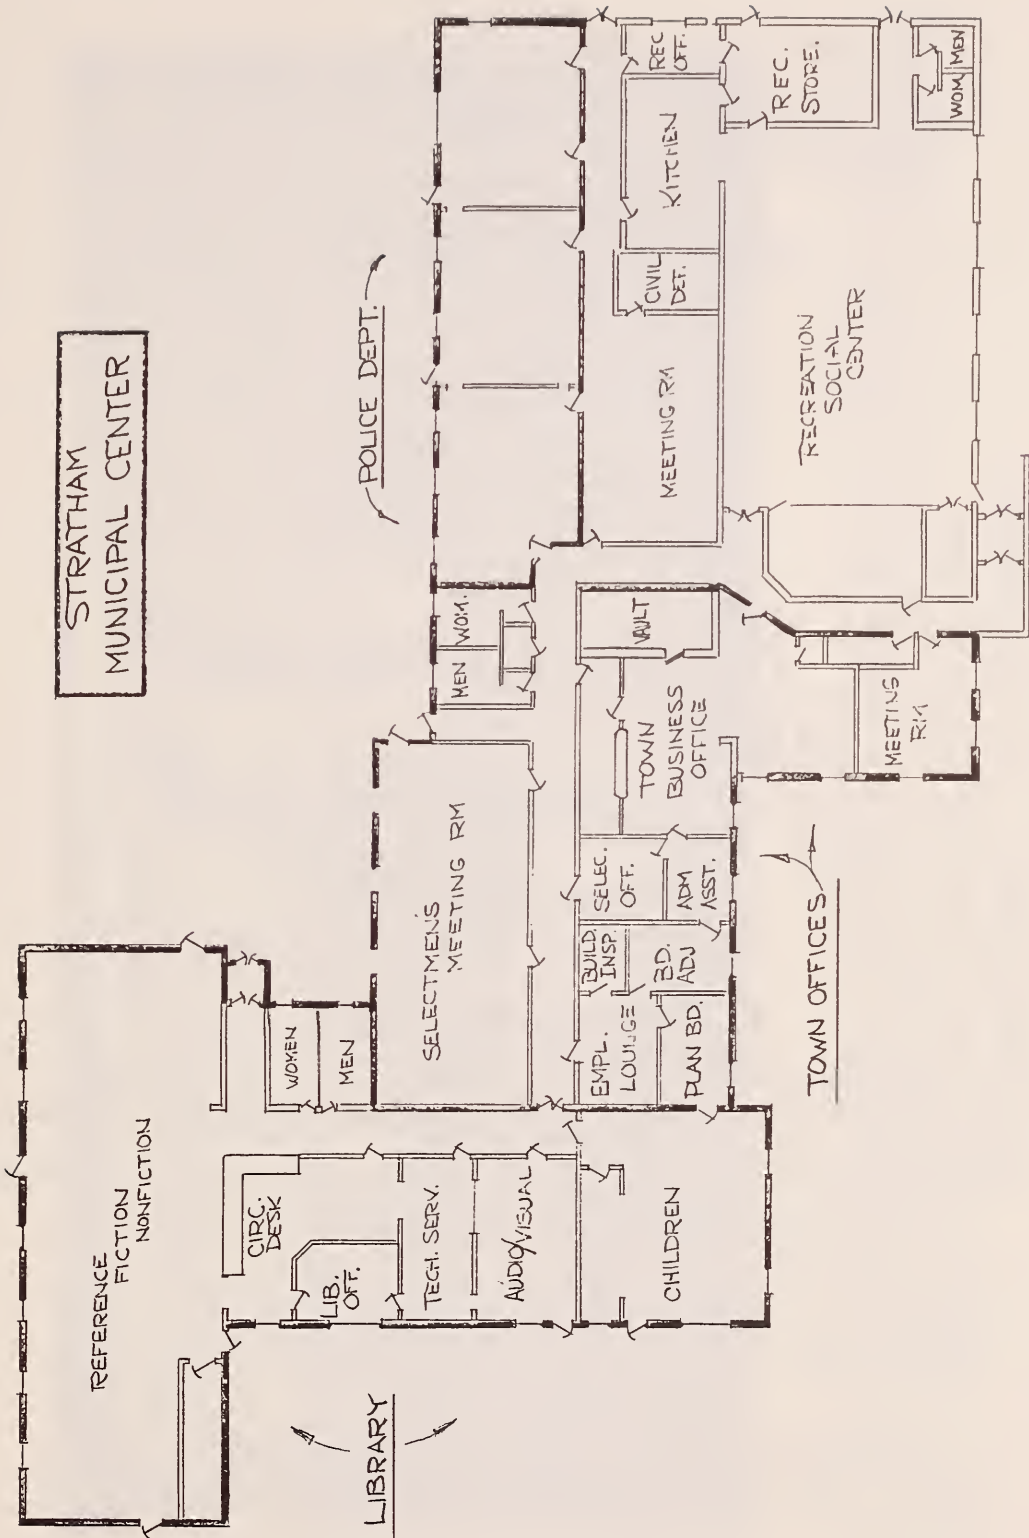 STRATHAM
MUNICIPAL CENTER
LIBRARY
REFERENCE
FICTION
NONFICTION
CIRC.
DESK
LIB.
OFF.
TECH. SERV.
AUDIO/VISUAL
CHILDREN
WOMEN
MEN
SELECTMEN'S
MEETING RM
EMPL.
LOUNGE
PLAN BD.
BUILD.
INSP.
BD.
ADJ
SELEC.
OFF.
ADM
ASST.
TOWN
BUSINESS
OFFICE
VAULT
TOWN OFFICES
MEN
WOM.
POLICE DEPT.
MEETING RM
MEETING
RM
CIVIL
DEF.
KITCHEN
REC
OFF.
REC.
STORE.
WOM
MEN
RECREATION
SOCIAL
CENTER